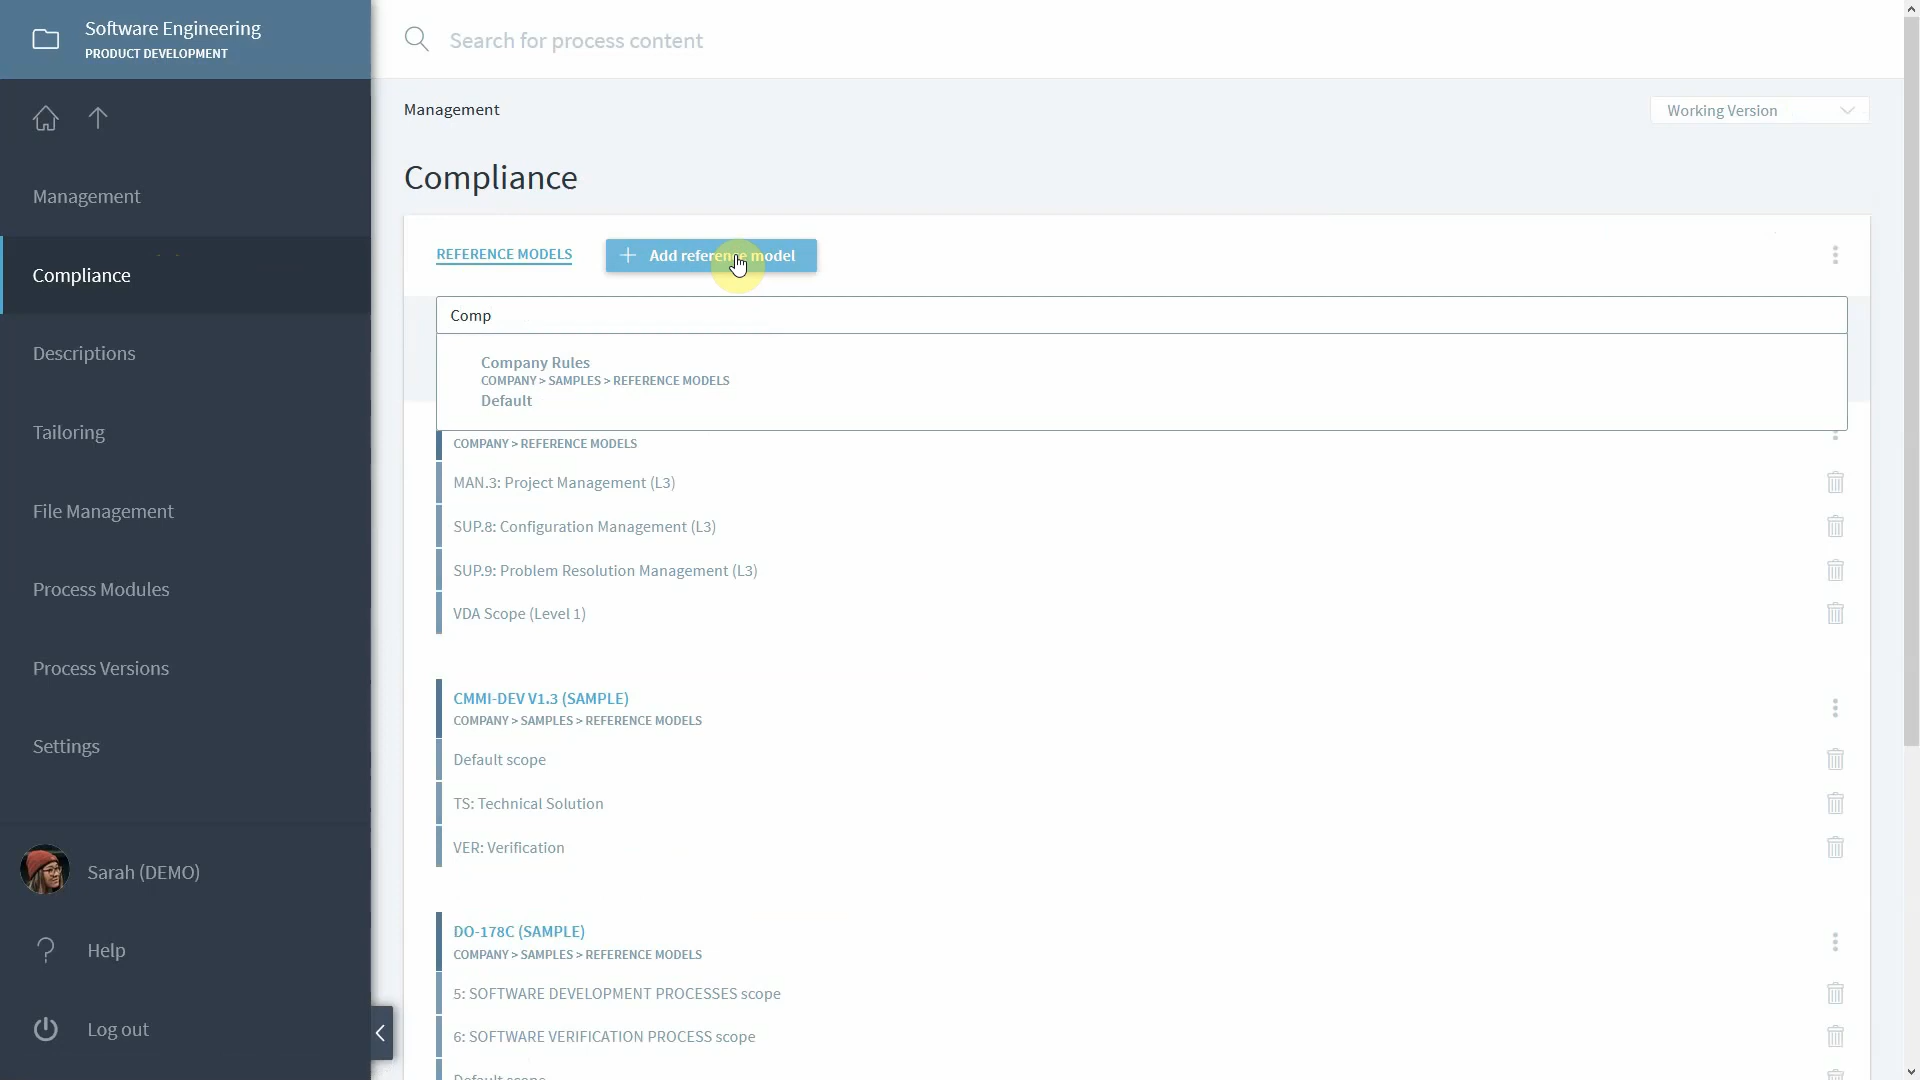 Software Engineering
PRODUCT DEVELOPMENT
Search for process content
Management
Working Version
Management
Compliance
Descriptions
Tailoring
File Management
Process Modules
Process Versions
Settings
Sarah (DEMO)
Help
Log out
Compliance
REFERENCE MODELS
Add reference model
Comp
Company Rules
COMPANY > SAMPLES > REFERENCE MODELS
Default
COMPANY > REFERENCE MODELS
MAN.3: Project Management (L3)
SUP.8: Configuration Management (L3)
SUP.9: Problem Resolution Management (L3)
VDA Scope (Level 1)
CMMI-DEV V1.3 (SAMPLE)
COMPANY > SAMPLES > REFERENCE MODELS
Default scope
TS: Technical Solution
VER: Verification
DO-178C (SAMPLE)
COMPANY > SAMPLES > REFERENCE MODELS
5: SOFTWARE DEVELOPMENT PROCESSES scope
6: SOFTWARE VERIFICATION PROCESS scope
Default scope